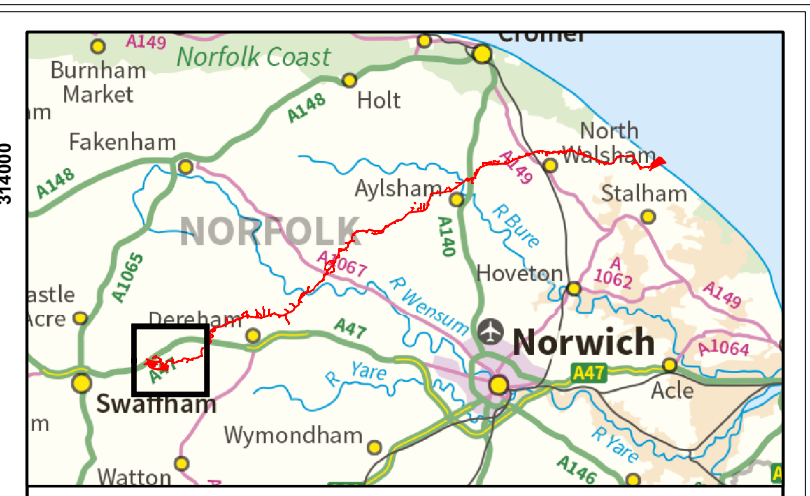 Cromer
A149
Norfolk Coast
Burnham
Market
am
Holt
A148
North
Walsham
Fakenham
314000
A148
A149
Aylsham
Stalham
NORFOLK
R Bure
A140
A1067
A1065
Hoveton
A
1062
A149
R Wensum
astle
Acre
Dereham
A47
Norwich
A1064
A47
A47
R Yare
Acle
Swaffham
m
Wymondham
R Yare
Watton
A146
A